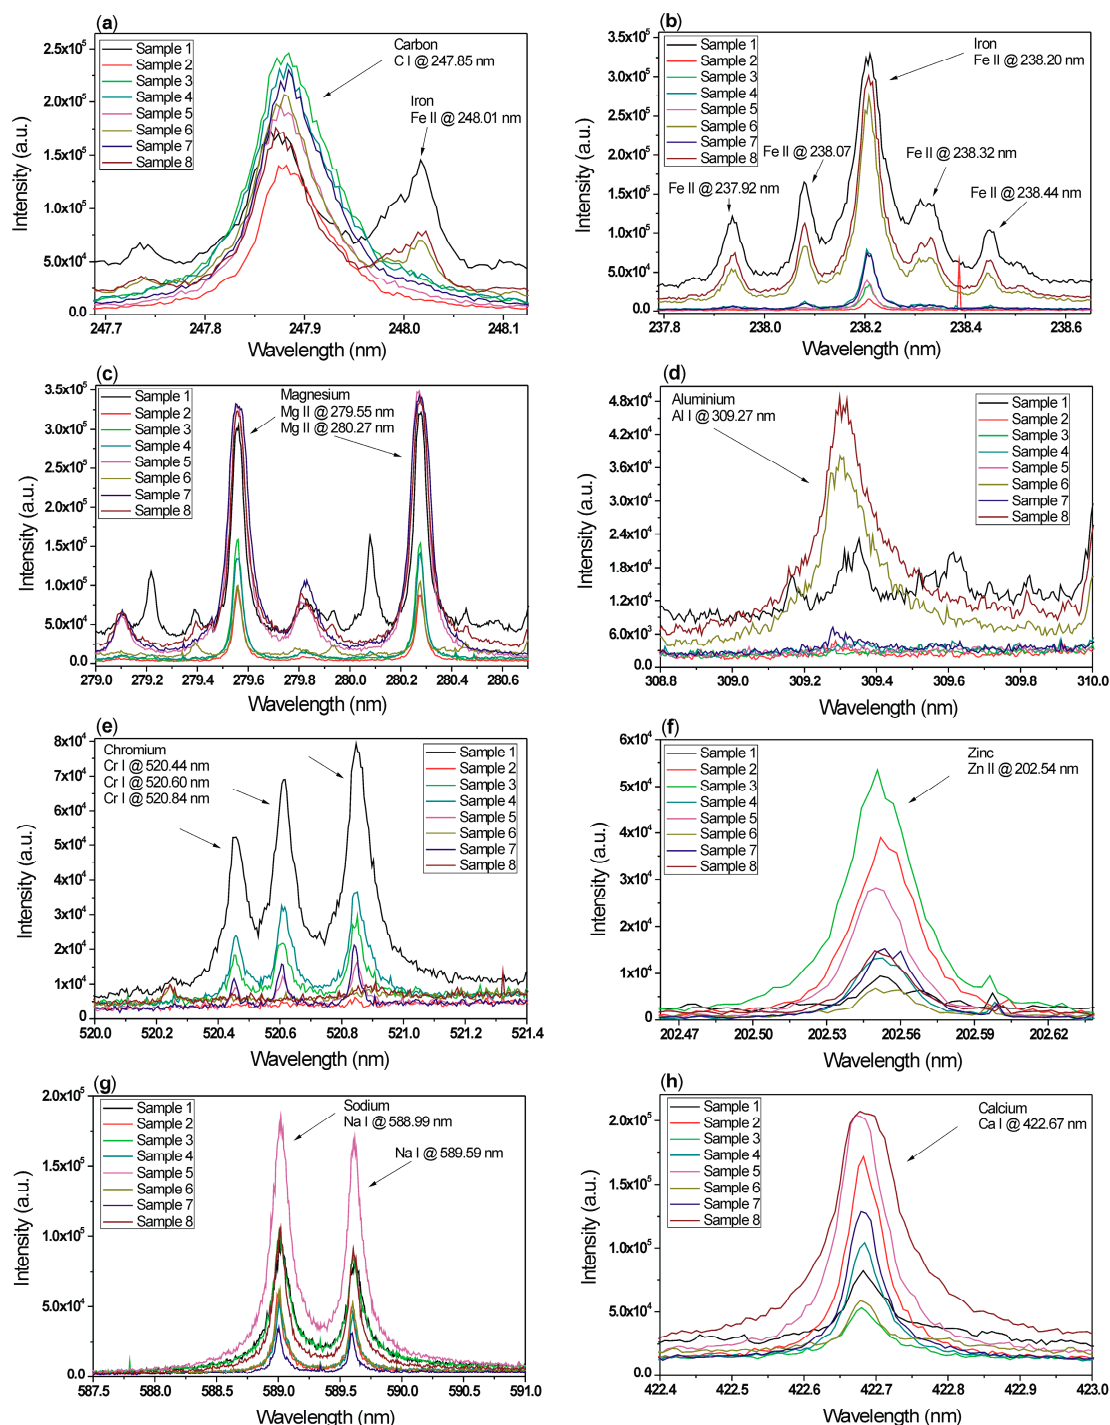 (a)
2.5x10⁵
2.0x10⁵
1.5x10⁵
1.0x10⁵
5.0x10⁴
0.0
Intensity (a.u.)
Sample 1
Sample 2
Sample 3
Sample 4
Sample 5
Sample 6
Sample 7
Sample 8
Carbon
C I @ 247.85 nm
Iron
Fe II @ 248.01 nm
247.7 247.8 247.9 248.0 248.1
Wavelength (nm)
(b)
3.5x10⁵
3.0x10⁵
2.5x10⁵
2.0x10⁵
1.5x10⁵
1.0x10⁵
5.0x10⁴
0.0
Intensity (a.u.)
Sample 1
Sample 2
Sample 3
Sample 4
Sample 5
Sample 6
Sample 7
Sample 8
Iron
Fe II @ 238.20 nm
Fe II @ 238.07
Fe II @ 238.32 nm
Fe II @ 237.92 nm
Fe II @ 238.44 nm
237.8 238.0 238.2 238.4 238.6
Wavelength (nm)
(c)
3.5x10⁵
3.0x10⁵
2.5x10⁵
2.0x10⁵
1.5x10⁵
1.0x10⁵
5.0x10⁴
0.0
Intensity (a.u.)
Sample 1
Sample 2
Sample 3
Sample 4
Sample 5
Sample 6
Sample 7
Sample 8
Magnesium
Mg II @ 279.55 nm
Mg II @ 280.27 nm
279.0 279.2 279.4 279.6 279.8 280.0 280.2 280.4 280.6
Wavelength (nm)
(d)
4.8x10⁴
3.6x10⁴
3.0x10⁴
2.4x10⁴
1.8x10⁴
1.2x10⁴
6.0x10³
0.0
Intensity (a.u.)
Aluminium
Al I @ 309.27 nm
Sample 1
Sample 2
Sample 3
Sample 4
Sample 5
Sample 6
Sample 7
Sample 8
308.8 309.0 309.2 309.4 309.6 309.8 310.0
Wavelength (nm)
(e)
8x10⁴
7x10⁴
6x10⁴
5x10⁴
4x10⁴
3x10⁴
2x10⁴
1x10⁴
0
Intensity (a.u.)
Chromium
Cr I @ 520.44 nm
Cr I @ 520.60 nm
Cr I @ 520.84 nm
Sample 1
Sample 2
Sample 3
Sample 4
Sample 5
Sample 6
Sample 7
Sample 8
520.0 520.2 520.4 520.6 520.8 521.0 521.2 521.4
Wavelength (nm)
(f)
6x10⁴
5x10⁴
4x10⁴
3x10⁴
2x10⁴
1x10⁴
0
Intensity (a.u.)
Sample 1
Sample 2
Sample 3
Sample 4
Sample 5
Sample 6
Sample 7
Sample 8
Zinc
Zn II @ 202.54 nm
202.47 202.50 202.54 202.56 202.59 202.62
Wavelength (nm)
(g)
2.0x10⁵
1.5x10⁵
1.0x10⁵
5.0x10⁴
0.0
Intensity (a.u.)
Sample 1
Sample 2
Sample 3
Sample 4
Sample 5
Sample 6
Sample 7
Sample 8
Sodium
Na I @ 588.99 nm
Na I @ 589.59 nm
587.5 588.0 588.5 589.0 589.5 590.0 590.5 591.0
Wavelength (nm)
(h)
2.0x10⁵
1.5x10⁵
1.0x10⁵
5.0x10⁴
0.0
Intensity (a.u.)
Sample 1
Sample 2
Sample 3
Sample 4
Sample 5
Sample 6
Sample 7
Sample 8
Calcium
Ca I @ 422.67 nm
422.4 422.5 422.6 422.7 422.8 422.9 423.0
Wavelength (nm)